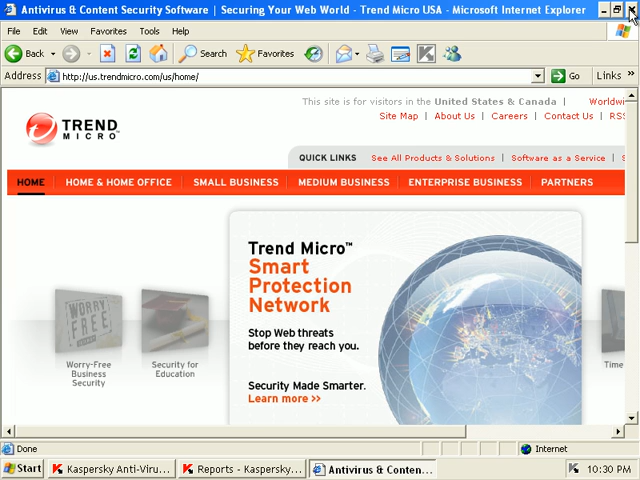 Antivirus & Content Security Software | Securing Your Web World - Trend Micro USA - Microsoft Internet Explorer
File Edit View Favorites Tools Help
Back Search Favorites
Address http://us.trendmicro.com/us/home/ Go Links »
This site is for visitors in the United States & Canada |
Site Map | About Us | Careers | Contact Us |
TREND
MICRO™
QUICK LINKS See All Products & Solutions | Software as a Service |
HOME HOME & HOME OFFICE SMALL BUSINESS MEDIUM BUSINESS ENTERPRISE BUSINESS PARTNERS
Trend Micro™
Smart
Protection
Network
Stop Web threats
before they reach you.
Security Made Smarter.
Learn more >>
WORRY
FREE
Worry-Free
Business
Security
Security for
Education
Time
Done Internet
Start Kaspersky Anti-Viru... Reports - Kaspersky... Antivirus & Conten... 10:30 PM